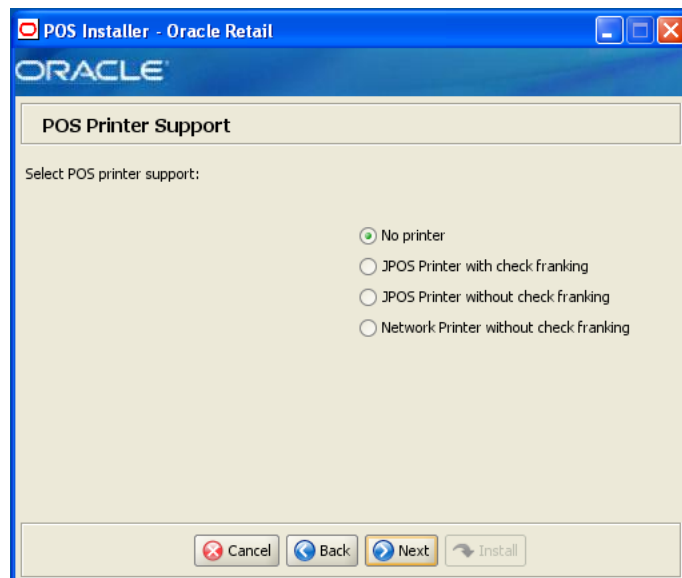 POS Installer - Oracle Retail
ORACLE
POS Printer Support
Select POS printer support:
No printer
JPOS Printer with check franking
JPOS Printer without check franking
Network Printer without check franking
Cancel
Back
Next
Install